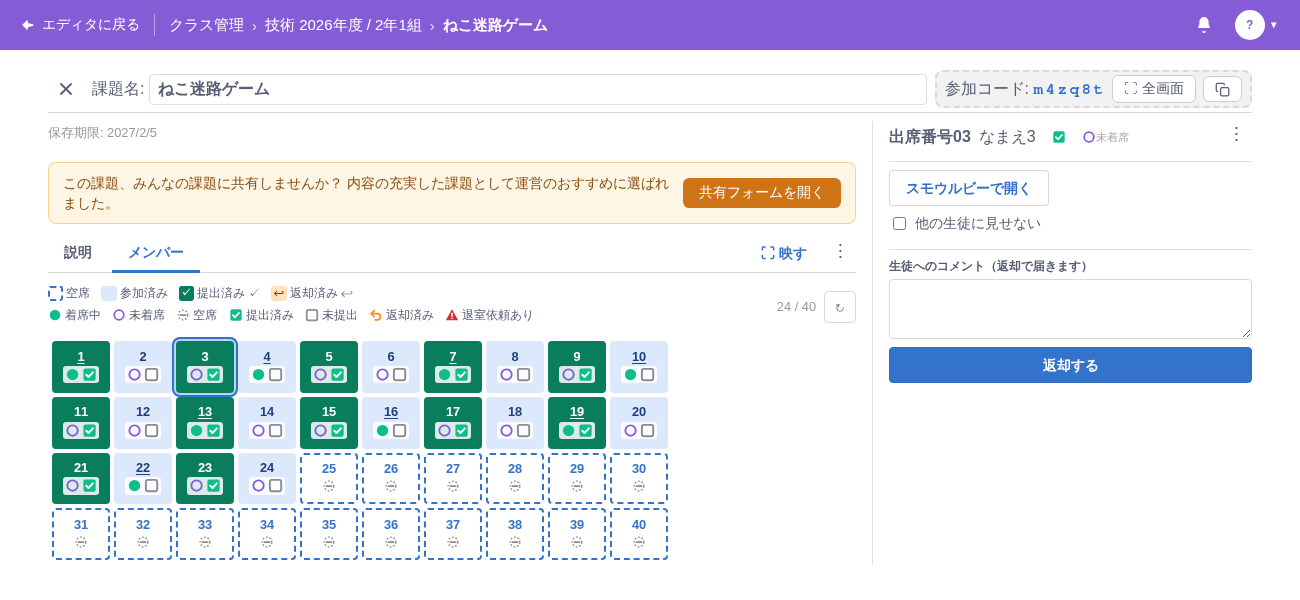 エディタに戻る クラス管理 › 技術 2026年度 / 2年1組 › ねこ迷路ゲーム ?
課題名: ねこ迷路ゲーム 参加コード: m4zq8t 全画面
保存期限: 2027/2/5
この課題、みんなの課題に共有しませんか？ 内容の充実した課題として運営のおすすめに選ばれ
ました。
共有フォームを開く
説明 メンバー 映す
空席 参加済み 提出済み ✓ 返却済み ↩
着席中 未着席 空席 提出済み 未提出 返却済み 退室依頼あり
24 / 40
1 2 3 4 5 6 7 8 9 10
11 12 13 14 15 16 17 18 19 20
21 22 23 24 25 26 27 28 29 30
31 32 33 34 35 36 37 38 39 40
出席番号03 なまえ3 未着席
スモウルビーで開く
他の生徒に見せない
生徒へのコメント（返却で届きます）
返却する